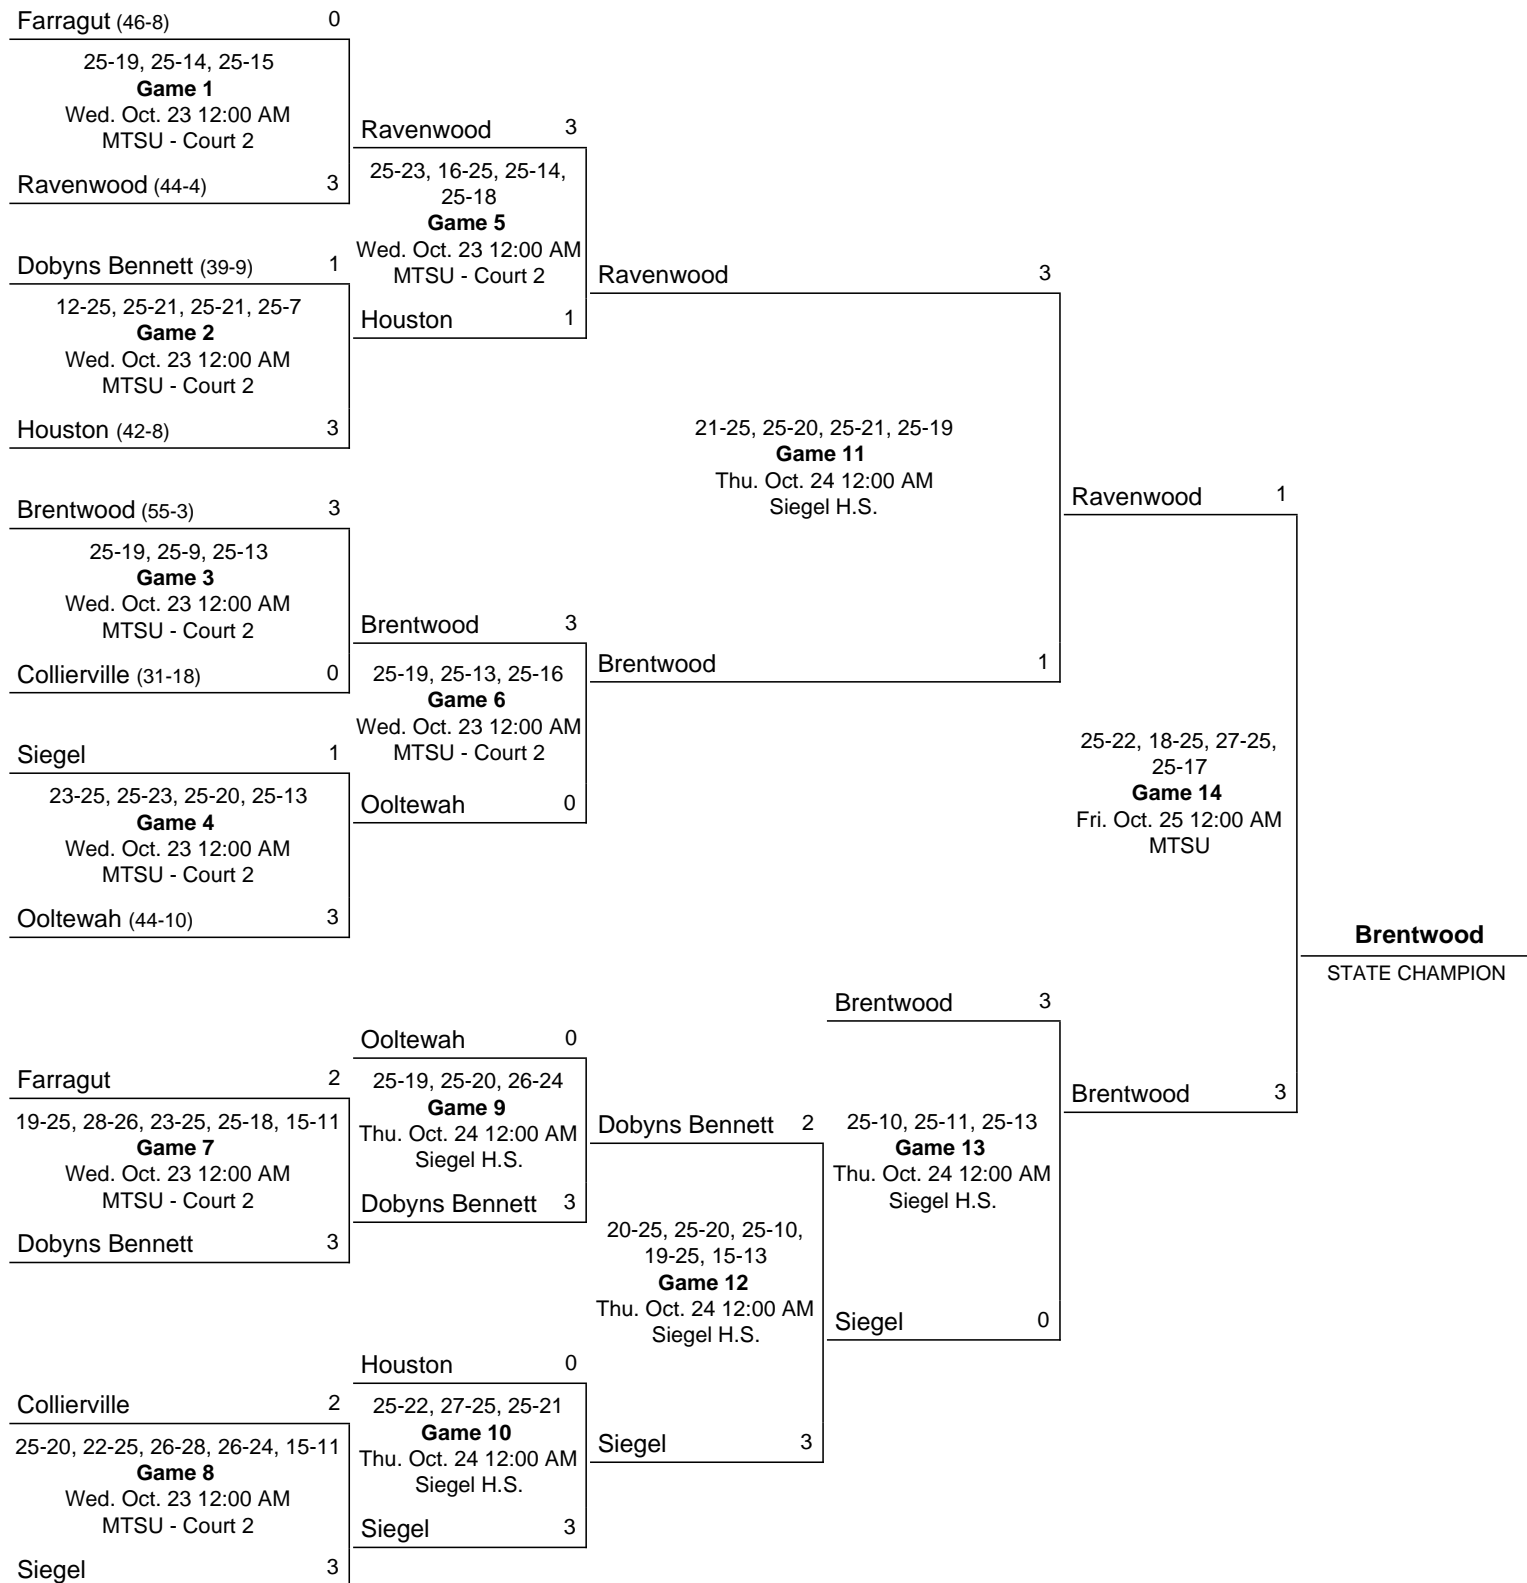 Farragut (46-8) 0
25-19, 25-14, 25-15
Game 1
Wed. Oct. 23 12:00 AM
MTSU - Court 2
Ravenwood (44-4) 3
Dobyns Bennett (39-9) 1
12-25, 25-21, 25-21, 25-7
Game 2
Wed. Oct. 23 12:00 AM
MTSU - Court 2
Houston (42-8) 3
Brentwood (55-3) 3
25-19, 25-9, 25-13
Game 3
Wed. Oct. 23 12:00 AM
MTSU - Court 2
Collierville (31-18) 0
Siegel 1
23-25, 25-23, 25-20, 25-13
Game 4
Wed. Oct. 23 12:00 AM
MTSU - Court 2
Ooltewah (44-10) 3
Farragut 2
19-25, 28-26, 23-25, 25-18, 15-11
Game 7
Wed. Oct. 23 12:00 AM
MTSU - Court 2
Dobyns Bennett 3
Collierville 2
25-20, 22-25, 26-28, 26-24, 15-11
Game 8
Wed. Oct. 23 12:00 AM
MTSU - Court 2
Siegel 3
Ravenwood 3
25-23, 16-25, 25-14,
25-18
Game 5
Wed. Oct. 23 12:00 AM
MTSU - Court 2
Houston 1
Brentwood 3
25-19, 25-13, 25-16
Game 6
Wed. Oct. 23 12:00 AM
MTSU - Court 2
Ooltewah 0
Ooltewah 0
25-19, 25-20, 26-24
Game 9
Thu. Oct. 24 12:00 AM
Siegel H.S.
Dobyns Bennett 3
Houston 0
25-22, 27-25, 25-21
Game 10
Thu. Oct. 24 12:00 AM
Siegel H.S.
Siegel 3
Ravenwood 3
21-25, 25-20, 25-21, 25-19
Game 11
Thu. Oct. 24 12:00 AM
Siegel H.S.
Brentwood 1
Dobyns Bennett 2
20-25, 25-20, 25-10,
19-25, 15-13
Game 12
Thu. Oct. 24 12:00 AM
Siegel H.S.
Siegel 3
Brentwood 3
25-10, 25-11, 25-13
Game 13
Thu. Oct. 24 12:00 AM
Siegel H.S.
Siegel 0
Ravenwood 1
25-22, 18-25, 27-25,
25-17
Game 14
Fri. Oct. 25 12:00 AM
MTSU
Brentwood 3
Brentwood
STATE CHAMPION